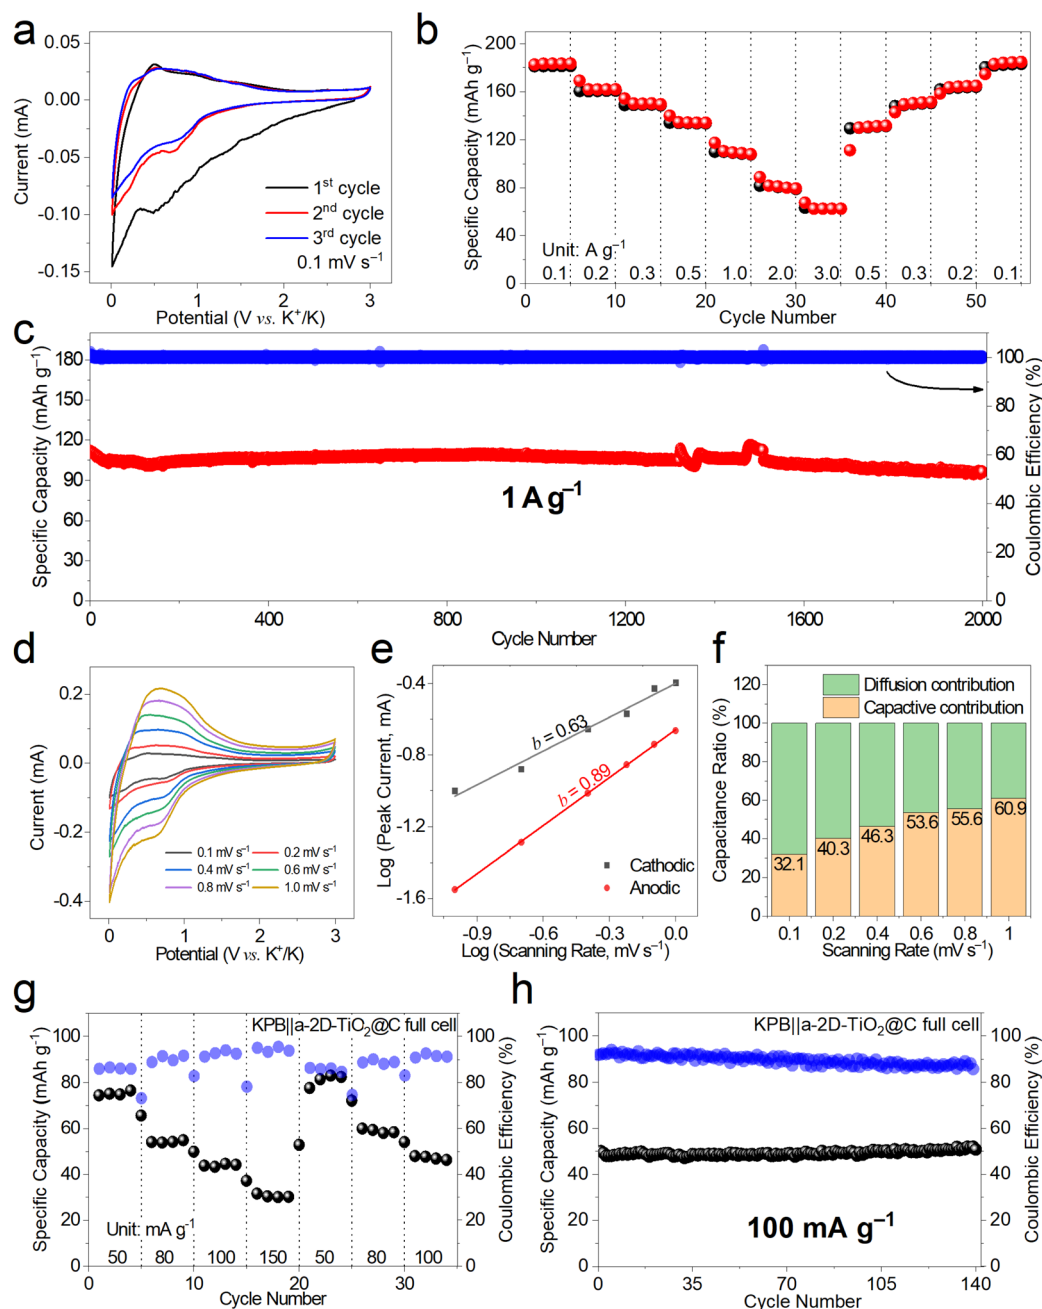 a
0.05
0.00
-0.05
-0.10
-0.15
Current (mA)
1st cycle
2nd cycle
3rd cycle
0.1 mV s−1
0 1 2 3
Potential (V vs. K+/K)
b
200
160
120
80
40
0
Specific Capacity (mAh g−1)
Unit: A g−1
0.1 0.2 0.3 0.5 1.0 2.0 3.0 0.5 0.3 0.2 0.1
0 10 20 30 40 50
Cycle Number
c
180
150
120
90
60
30
0
Specific Capacity (mAh g−1)
1 A g−1
100
80
60
40
20
0
Coulombic Efficiency (%)
0 400 800 1200 1600 2000
Cycle Number
d
0.2
0.0
-0.2
-0.4
Current (mA)
0.1 mV s−1 0.2 mV s−1
0.4 mV s−1 0.6 mV s−1
0.8 mV s−1 1.0 mV s−1
0 1 2 3
Potential (V vs. K+/K)
e
-0.4
-0.8
-1.2
-1.6
Log (Peak Current, mA)
b = 0.63
b = 0.89
Cathodic
Anodic
-0.9 -0.6 -0.3 0.0
Log (Scanning Rate, mV s−1)
f
120
100
80
60
40
20
0
Capacitance Ratio (%)
Diffusion contribution
Capactive contribution
32.1 40.3 46.3 53.6 55.6 60.9
0.1 0.2 0.4 0.6 0.8 1
Scanning Rate (mV s−1)
g
KPB||a-2D-TiO2@C full cell
100
80
60
40
20
0
Specific Capacity (mAh g−1)
Unit: mA g−1
50 80 100 150 50 80 100
100
80
60
40
20
0
Coulombic Efficiency (%)
0 10 20 30
Cycle Number
h
KPB||a-2D-TiO2@C full cell
100
80
60
40
20
0
Specific Capacity (mAh g−1)
100 mA g−1
100
80
60
40
20
0
Coulombic Efficiency (%)
0 35 70 105 140
Cycle Number